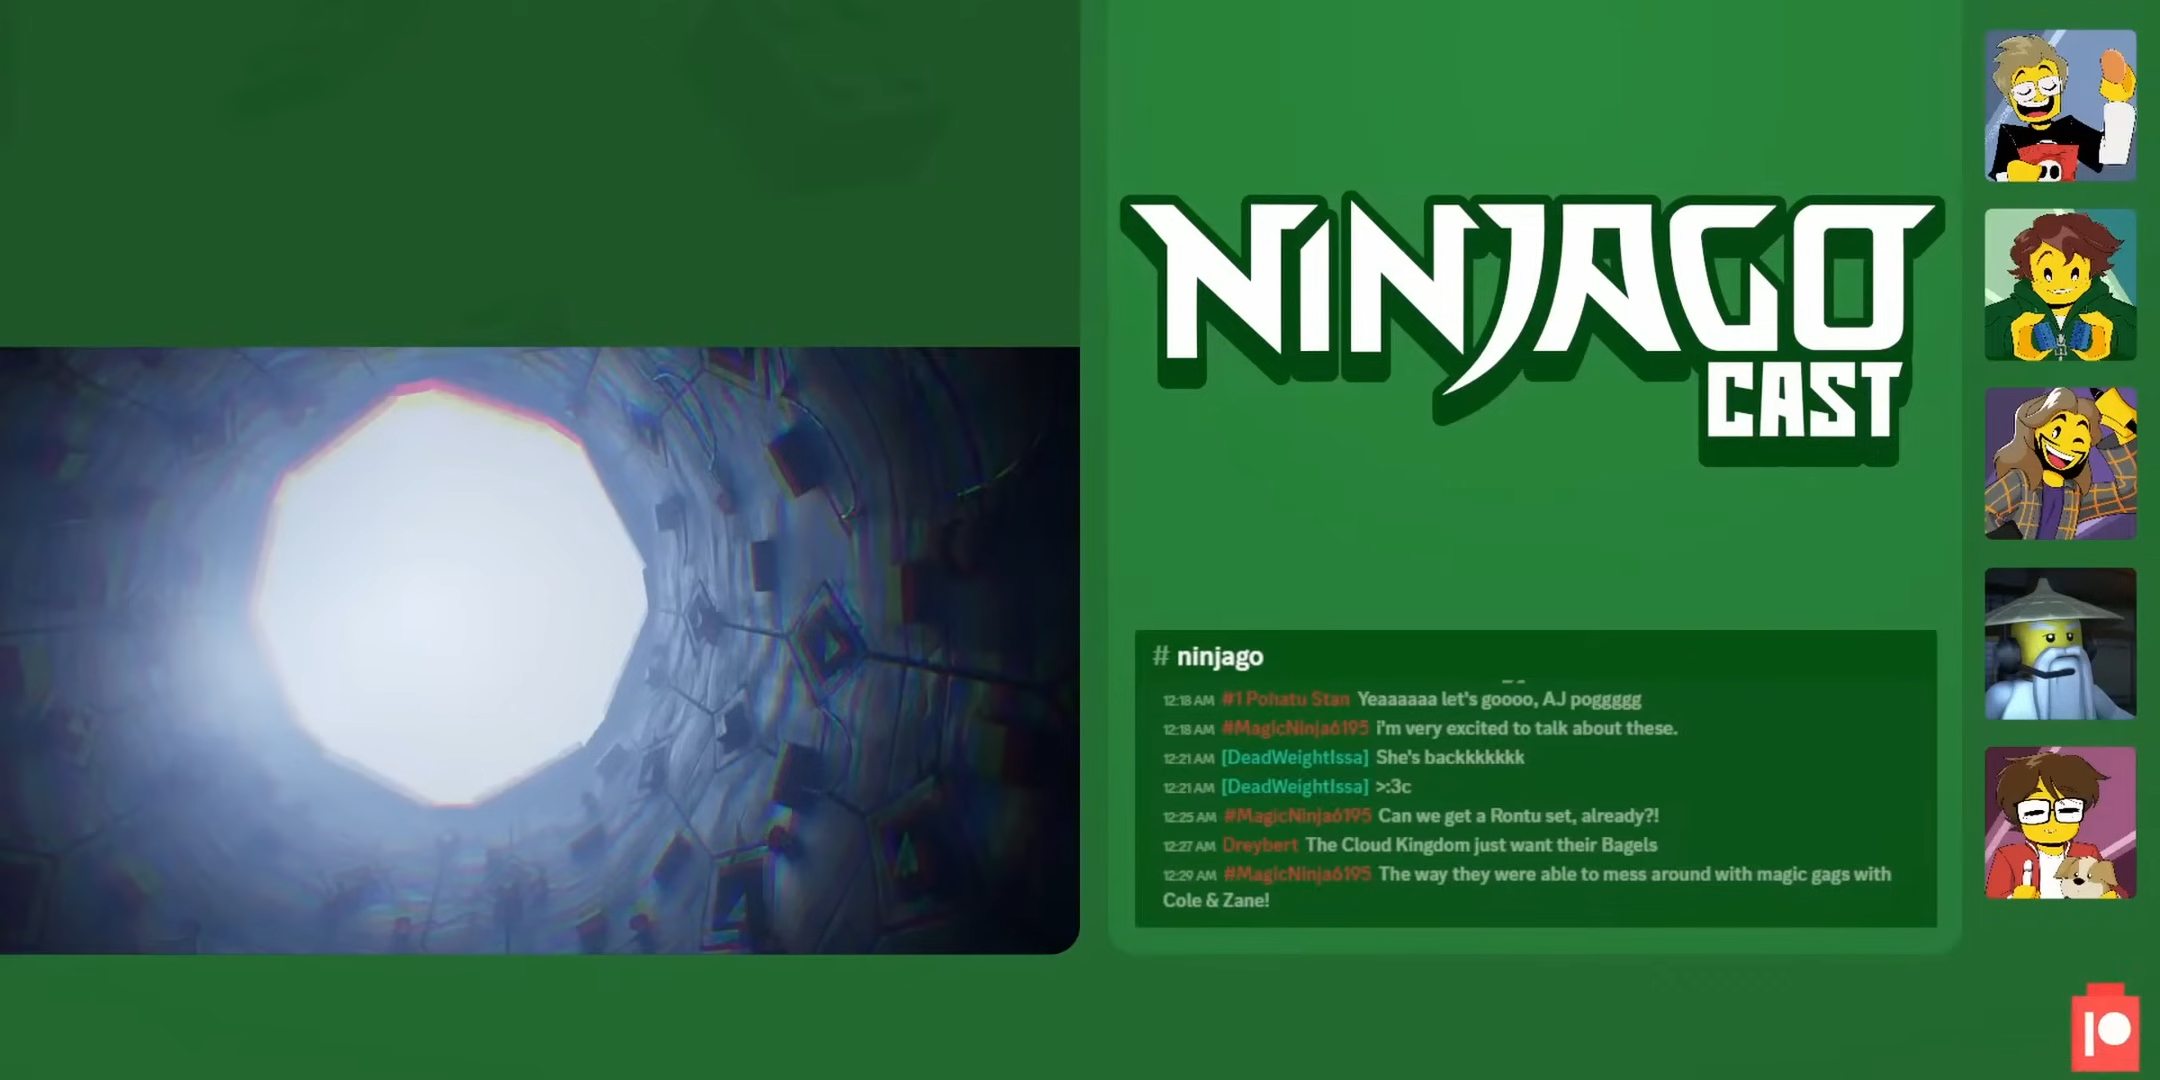 NINJAGO
CAST
# ninjago
12:18 AM #1 Pohatu Stan Yeaaaaaa let's goooo, AJ poggggg
12:18 AM #MagicNinja6195 i'm very excited to talk about these.
12:21 AM [DeadWeightIssa] She's backkkkkkk
12:21 AM [DeadWeightIssa] >:3c
12:25 AM #MagicNinja6195 Can we get a Rontu set, already?!
12:27 AM Dreybert The Cloud Kingdom just want their Bagels
12:29 AM #MagicNinja6195 The way they were able to mess around with magic gags with
Cole & Zane!